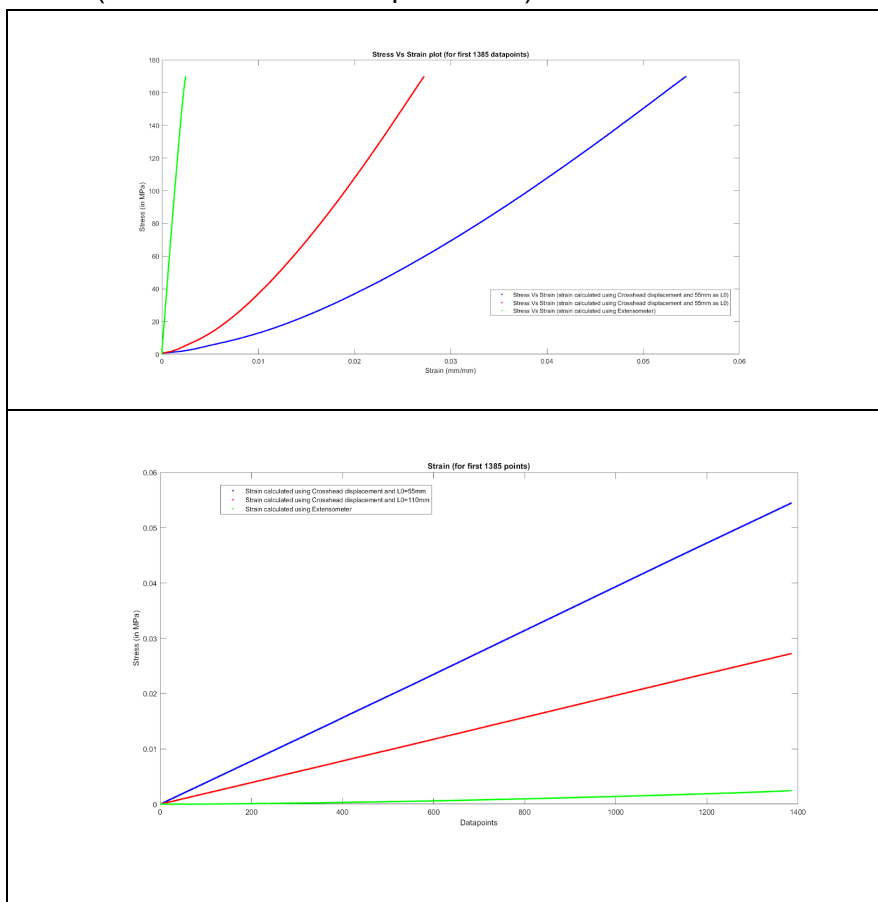 Stress Vs Strain plot (for first 1385 datapoints)
180
160
140
120
100
80
60
40
20
0
Stress (in MPa)
Stress Vs Strain (strain calculated using Crosshead displacement and 55mm as L0)
Stress Vs Strain (strain calculated using Crosshead displacement and 55mm as L0)
Stress Vs Strain (strain calculated using Extensometer)
0 0.01 0.02 0.03 0.04 0.05 0.06
Strain (mm/mm)
Strain (for first 1385 points)
0.06
0.05
0.04
0.03
0.02
0.01
0
Stress (in MPa)
Strain calculated using Crosshead displacement and L0=55mm
Strain calculated using Crosshead displacement and L0=110mm
Strain calculated using Extensometer
0 200 400 600 800 1000 1200 1400
Datapoints